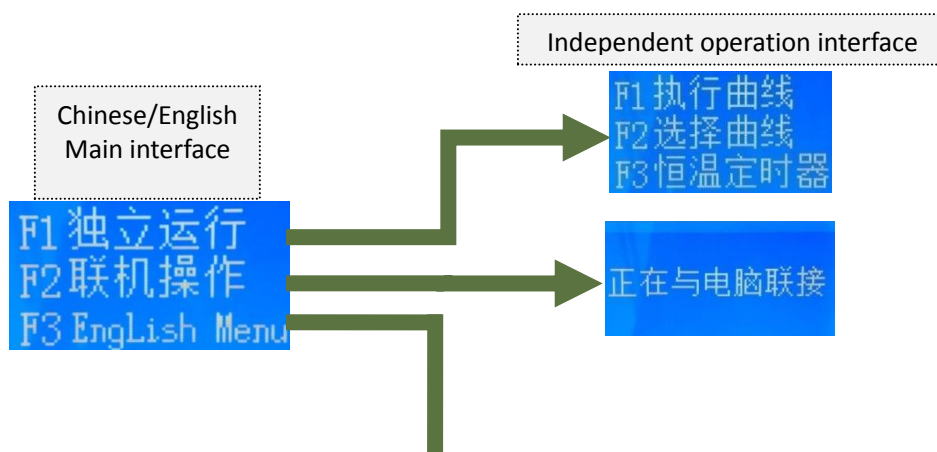 Independent operation interface
Chinese/English
Main interface
F1执行曲线
F2选择曲线
F3恒温定时器
F1独立运行
F2联机操作
F3 EngLish Menu
正在与电脑联接